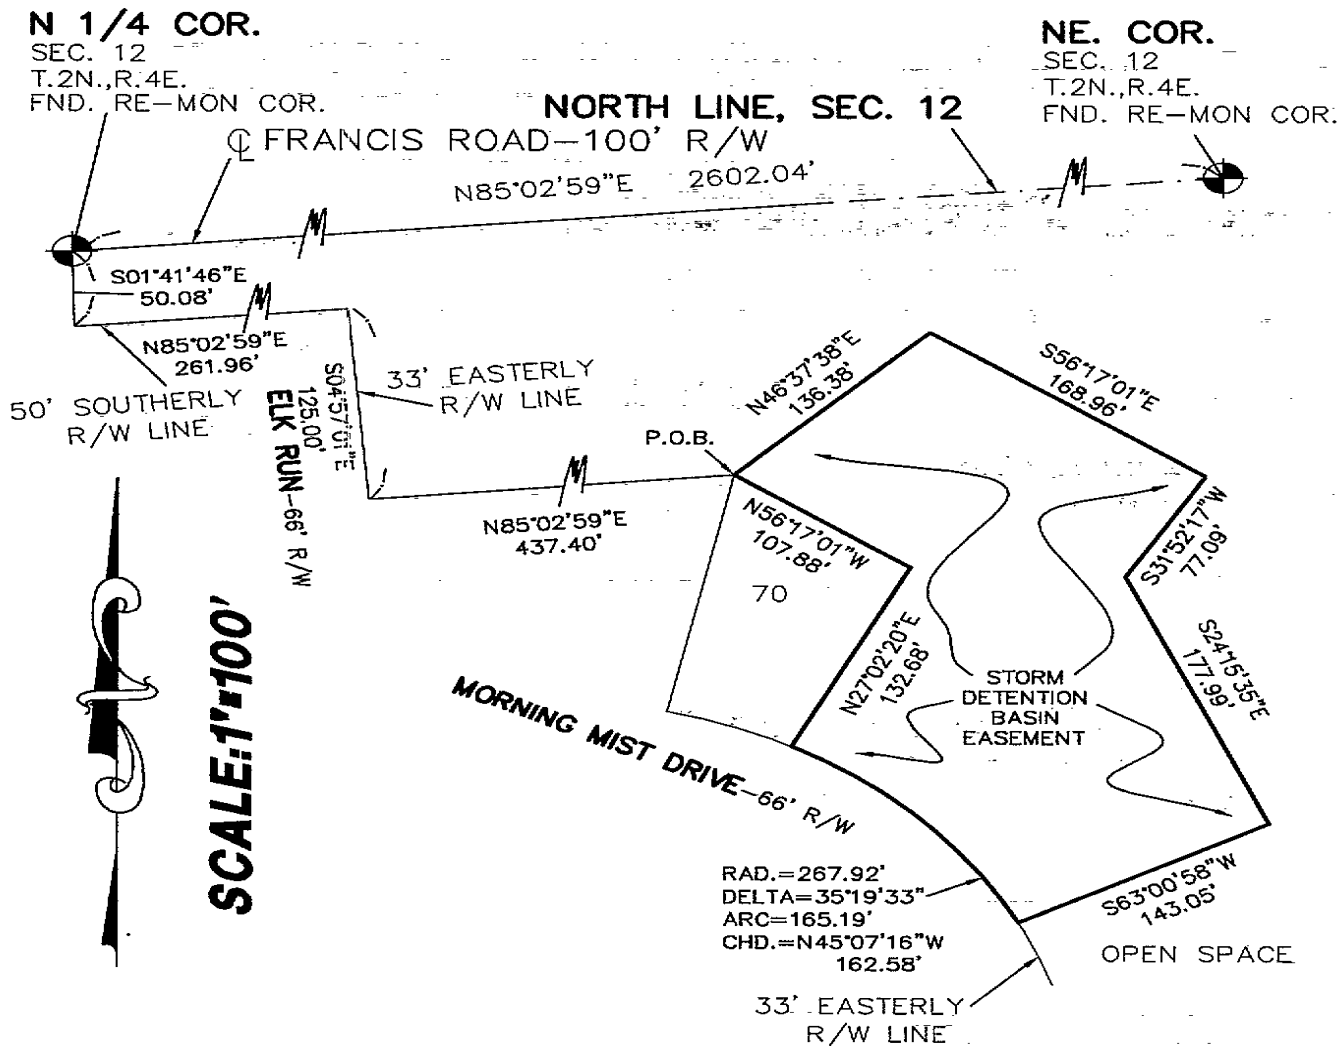 N 1/4 COR.
SEC. 12
T.2N.,R.4E.
FND. RE-MON COR.
NE. COR.
SEC. 12
T.2N.,R.4E.
FND. RE-MON COR.
NORTH LINE, SEC. 12
℄ FRANCIS ROAD-100' R/W
N85°02'59"E 2602.04'
S01°41'46"E
50.08'
N85°02'59"E
261.96'
50' SOUTHERLY
R/W LINE
S04°57'01"E
125.00'
ELK RUN-66' R/W
33' EASTERLY
R/W LINE
P.O.B.
N85°02'59"E
437.40'
N46°37'38"E
136.38'
S56°17'01"E
168.96'
S31°52'17"W
77.09'
N56°17'01"W
107.88'
70
N27°02'20"E
132.68'
S24°15'35"E
177.99'
STORM
DETENTION
BASIN
EASEMENT
MORNING MIST DRIVE-66' R/W
SCALE:1"=100'
RAD.=267.92'
DELTA=35°19'33"
ARC=165.19'
CHD.=N45°07'16"W
162.58'
S63°00'58"W
143.05'
OPEN SPACE
33' EASTERLY
R/W LINE